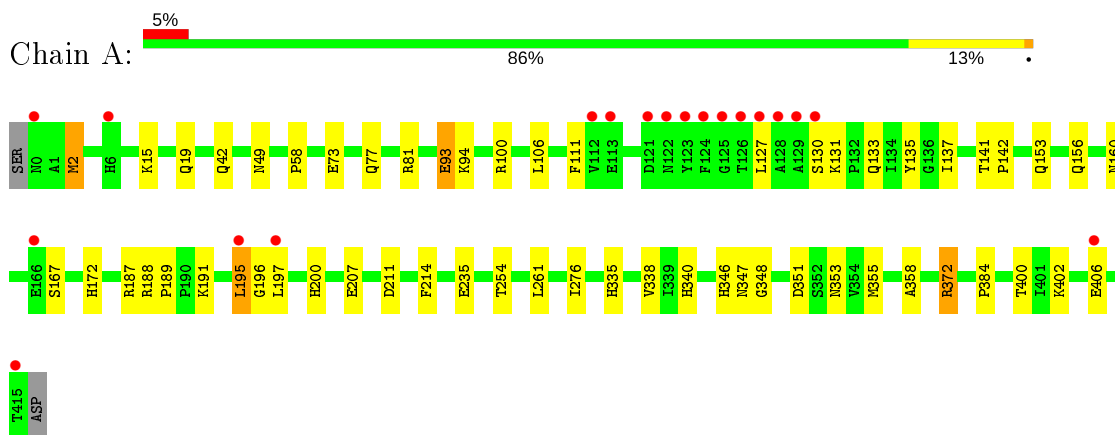 5%
Chain A:
86% 13% •
SER N0 A1 M2 H6 K15 Q19 Q42 N49 P58 E73 Q77 R81 E93 K94 R100 L106 F111 V112 E113 D121 N122 Y123 F124 G125 T126 L127 A128 A129 S130 K131 P132 Q133 I134 Y135 G136 I137 T141 P142 Q153 Q156
E166 S167 H172 R187 R188 P189 P190 K191 L195 G196 L197 H200 E207 D211 F214 E235 T254 L261 I276 H335 V338 I339 H340 H346 N347 G348 D351 S352 N353 V354 M355 A358 R372 P384 T400 I401 K402 E406
T415 ASP